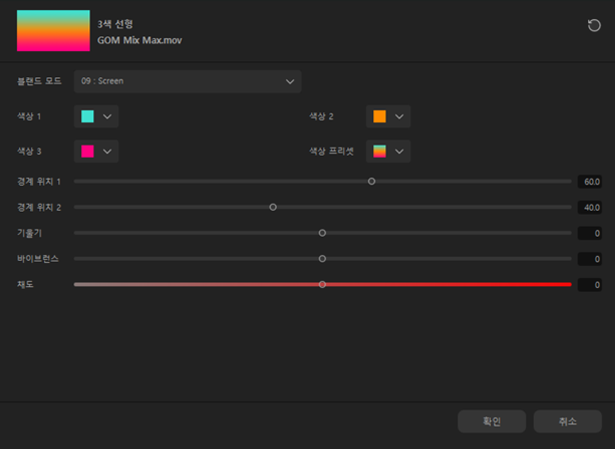 3색 선형
GOM Mix Max.mov
블랜드 모드 09 : Screen
색상 1 색상 2
색상 3 색상 프리셋
경계 위치 1 60.0
경계 위치 2 40.0
기울기 0
바이브런스 0
채도 0
확인 취소